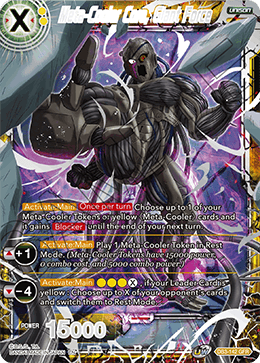 X
Meta-Cooler Core, Giant Force
UNISON
Activate:Main Once per turn Choose up to 1 of your
Meta-Cooler Tokens or yellow Meta-Cooler cards and
it gains Blocker until the end of your next turn.
+1 Activate:Main Play 1 Meta-Cooler Token in Rest
Mode. (Meta-Cooler Tokens have 15000 power,
0 combo cost, and 5000 combo power.)
-4 Activate:Main X, if your Leader Card is
yellow: Choose up to X of your opponent's cards
and switch them to Rest Mode.
POWER 15000
DB3-142 GFR